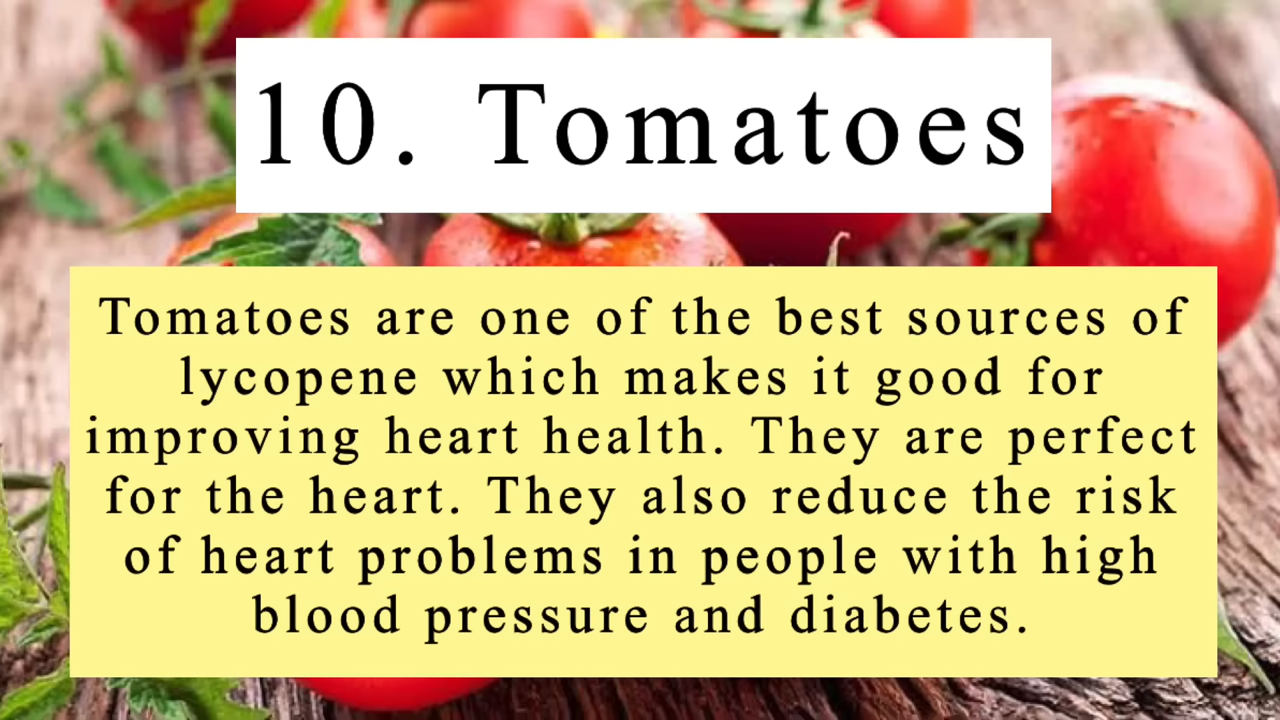 10. Tomatoes
Tomatoes are one of the best sources of
lycopene which makes it good for
improving heart health. They are perfect
for the heart. They also reduce the risk
of heart problems in people with high
blood pressure and diabetes.